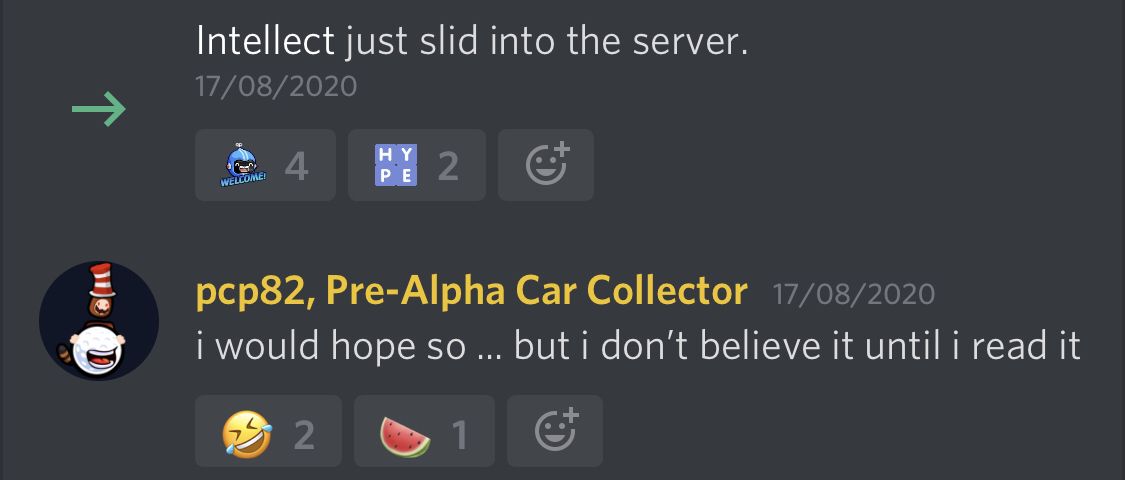 Intellect just slid into the server.
17/08/2020
WELCOME! 4 HYPE 2
pcp82, Pre-Alpha Car Collector 17/08/2020
i would hope so ... but i don’t believe it until i read it
2 1